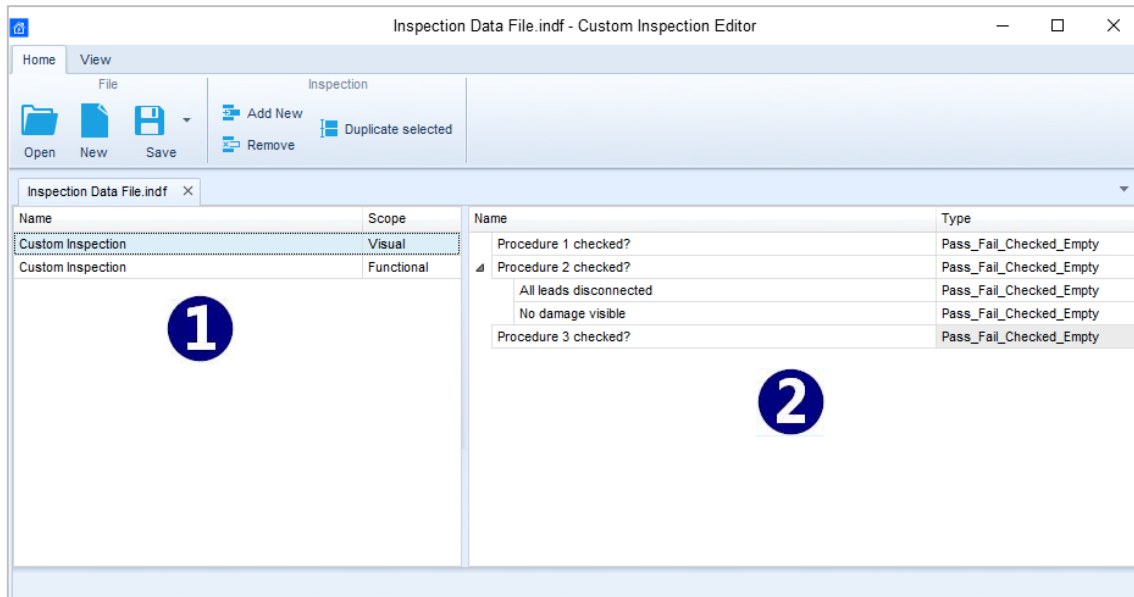 Inspection Data File.indf - Custom Inspection Editor
Home View
File Inspection
Open New Save Add New Remove Duplicate selected
Inspection Data File.indf
Name Scope
Custom Inspection Visual
Custom Inspection Functional
1
Name Type
Procedure 1 checked? Pass_Fail_Checked_Empty
Procedure 2 checked? Pass_Fail_Checked_Empty
All leads disconnected Pass_Fail_Checked_Empty
No damage visible Pass_Fail_Checked_Empty
Procedure 3 checked? Pass_Fail_Checked_Empty
2